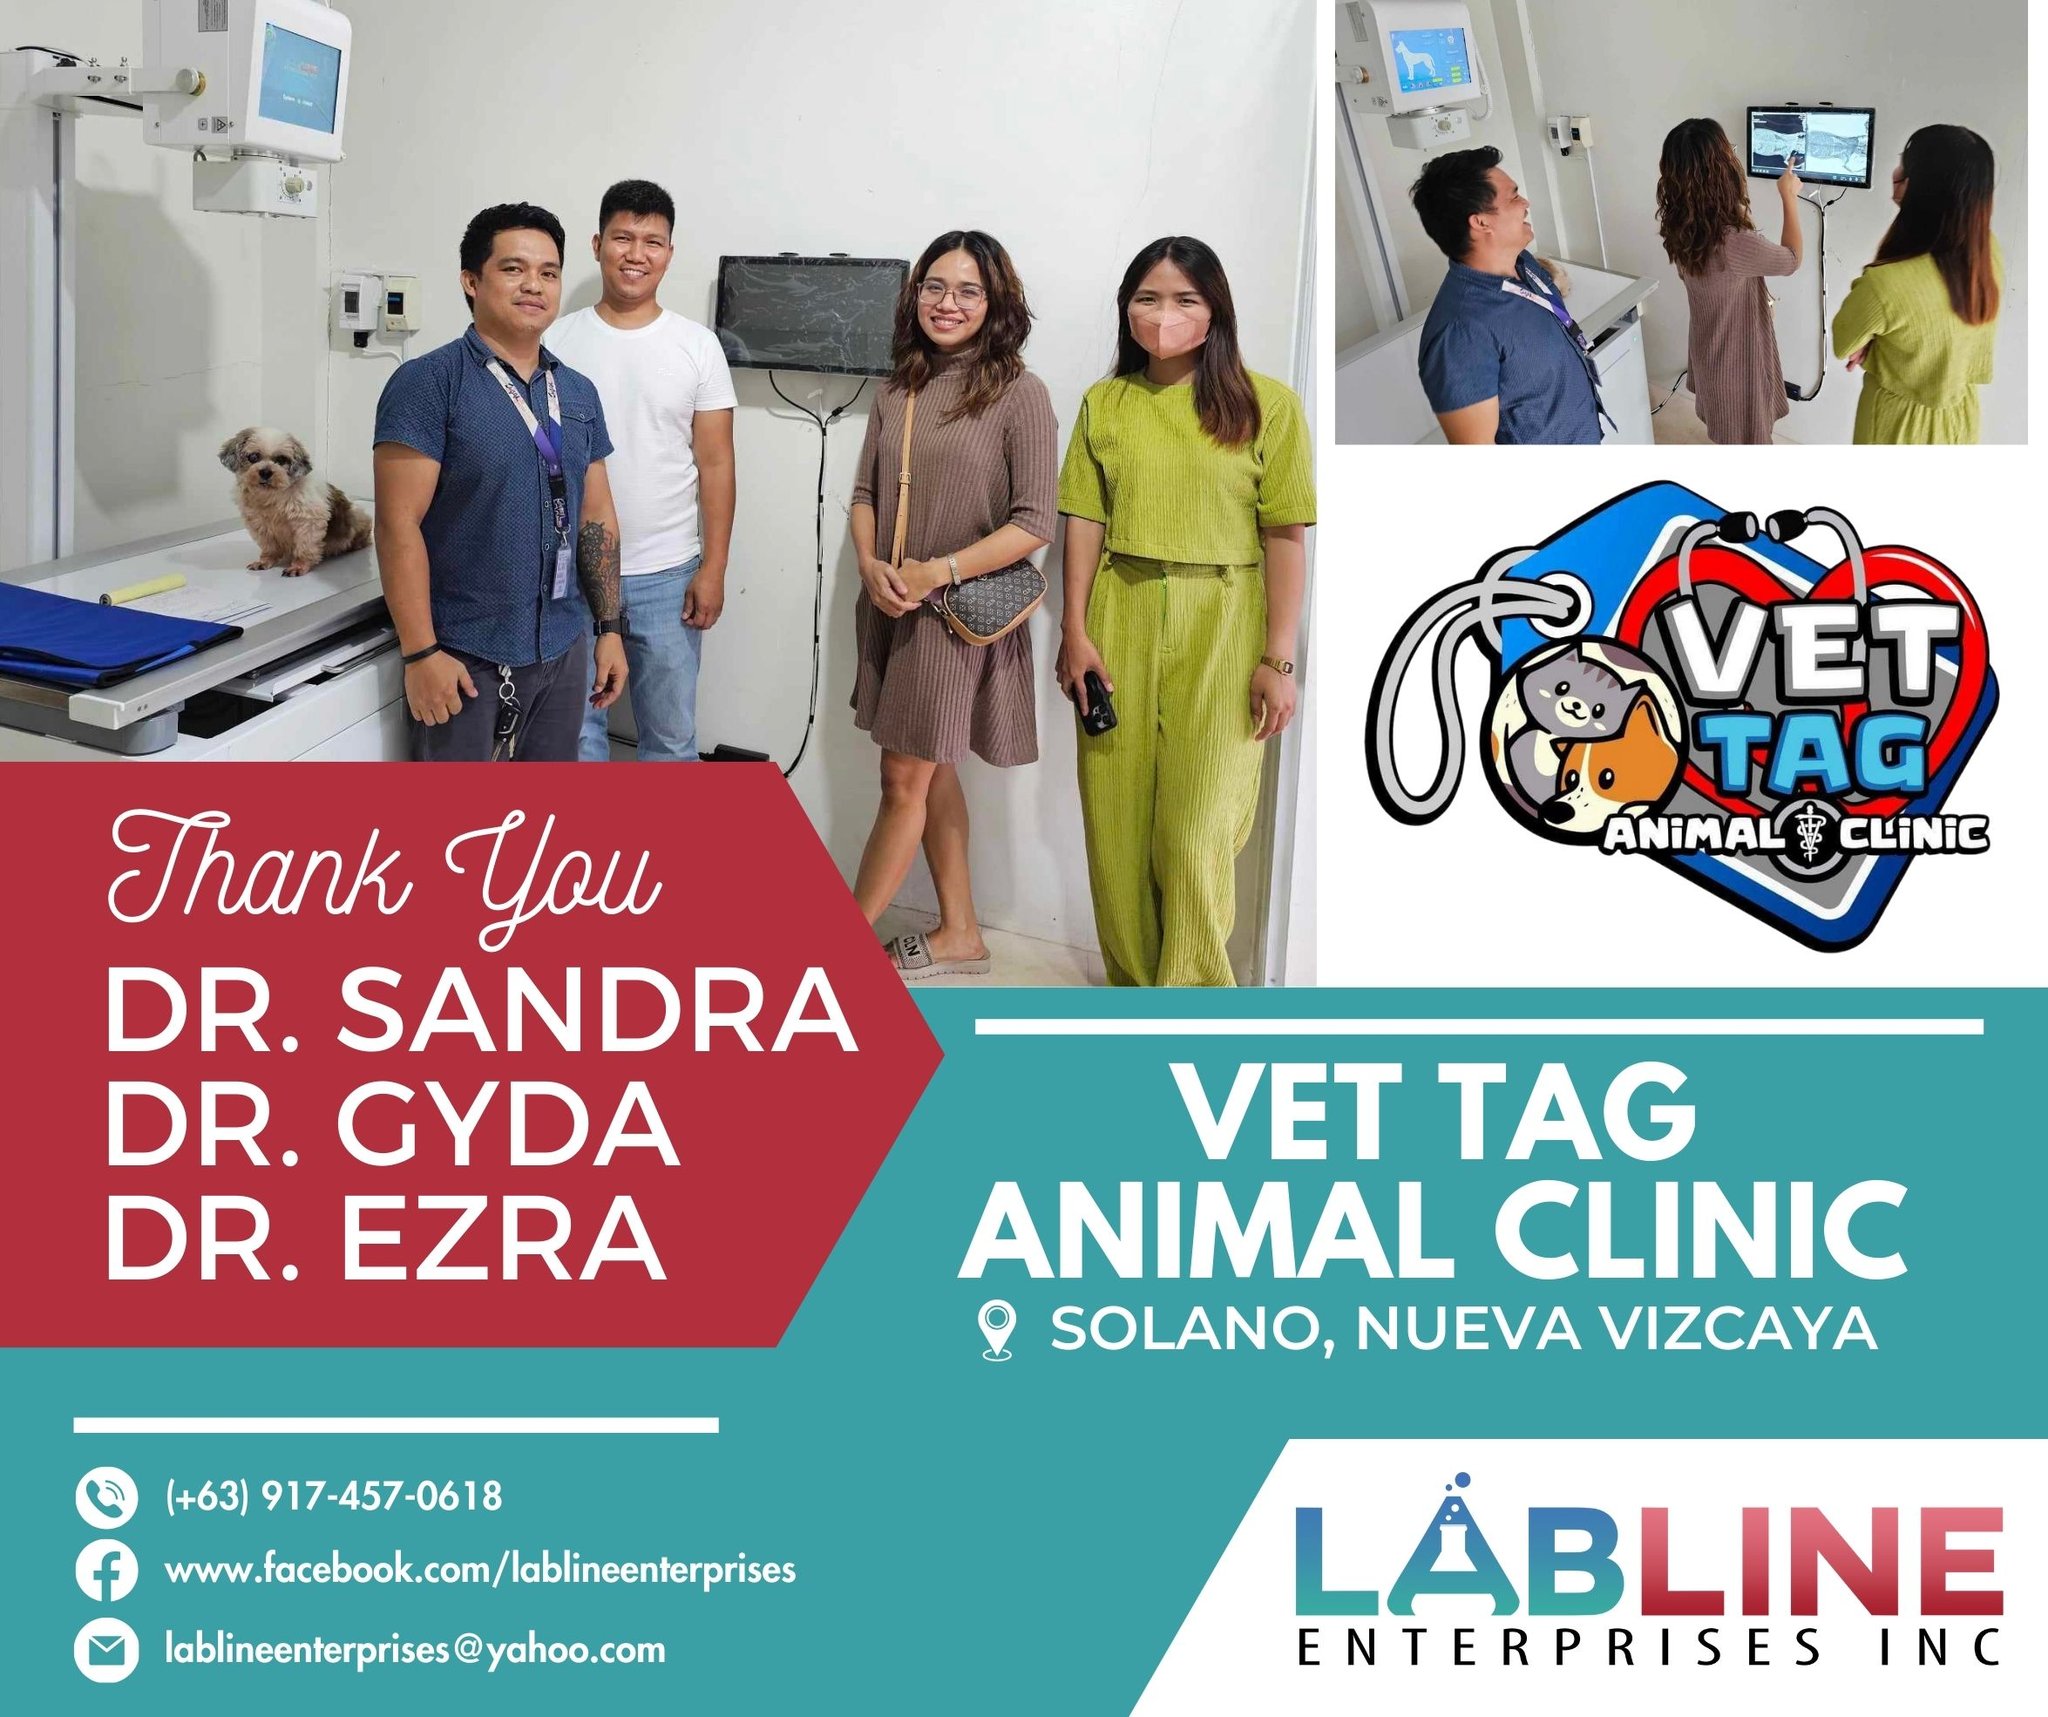 CLN
VET
TAG
ANiMAL CLiNiC
Thank You
DR. SANDRA
DR. GYDA
DR. EZRA
VET TAG
ANIMAL CLINIC
SOLANO, NUEVA VIZCAYA
(+63) 917-457-0618
www.facebook.com/lablineenterprises
lablineenterprises@yahoo.com
LABLINE
ENTERPRISES INC